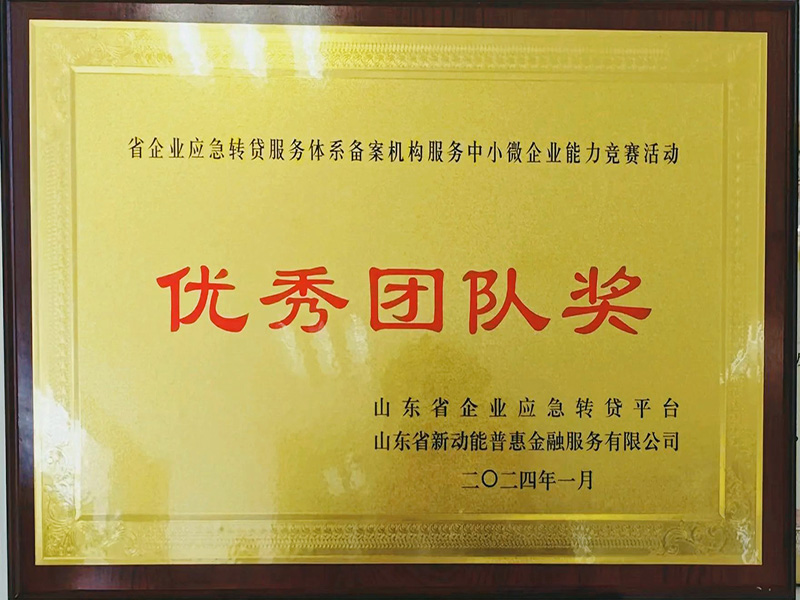 省企业应急转贷服务体系备案机构服务中小微企业能力竞赛活动
优秀团队奖
山东省企业应急转贷平台
山东省新动能普惠金融服务有限公司
二〇二四年一月